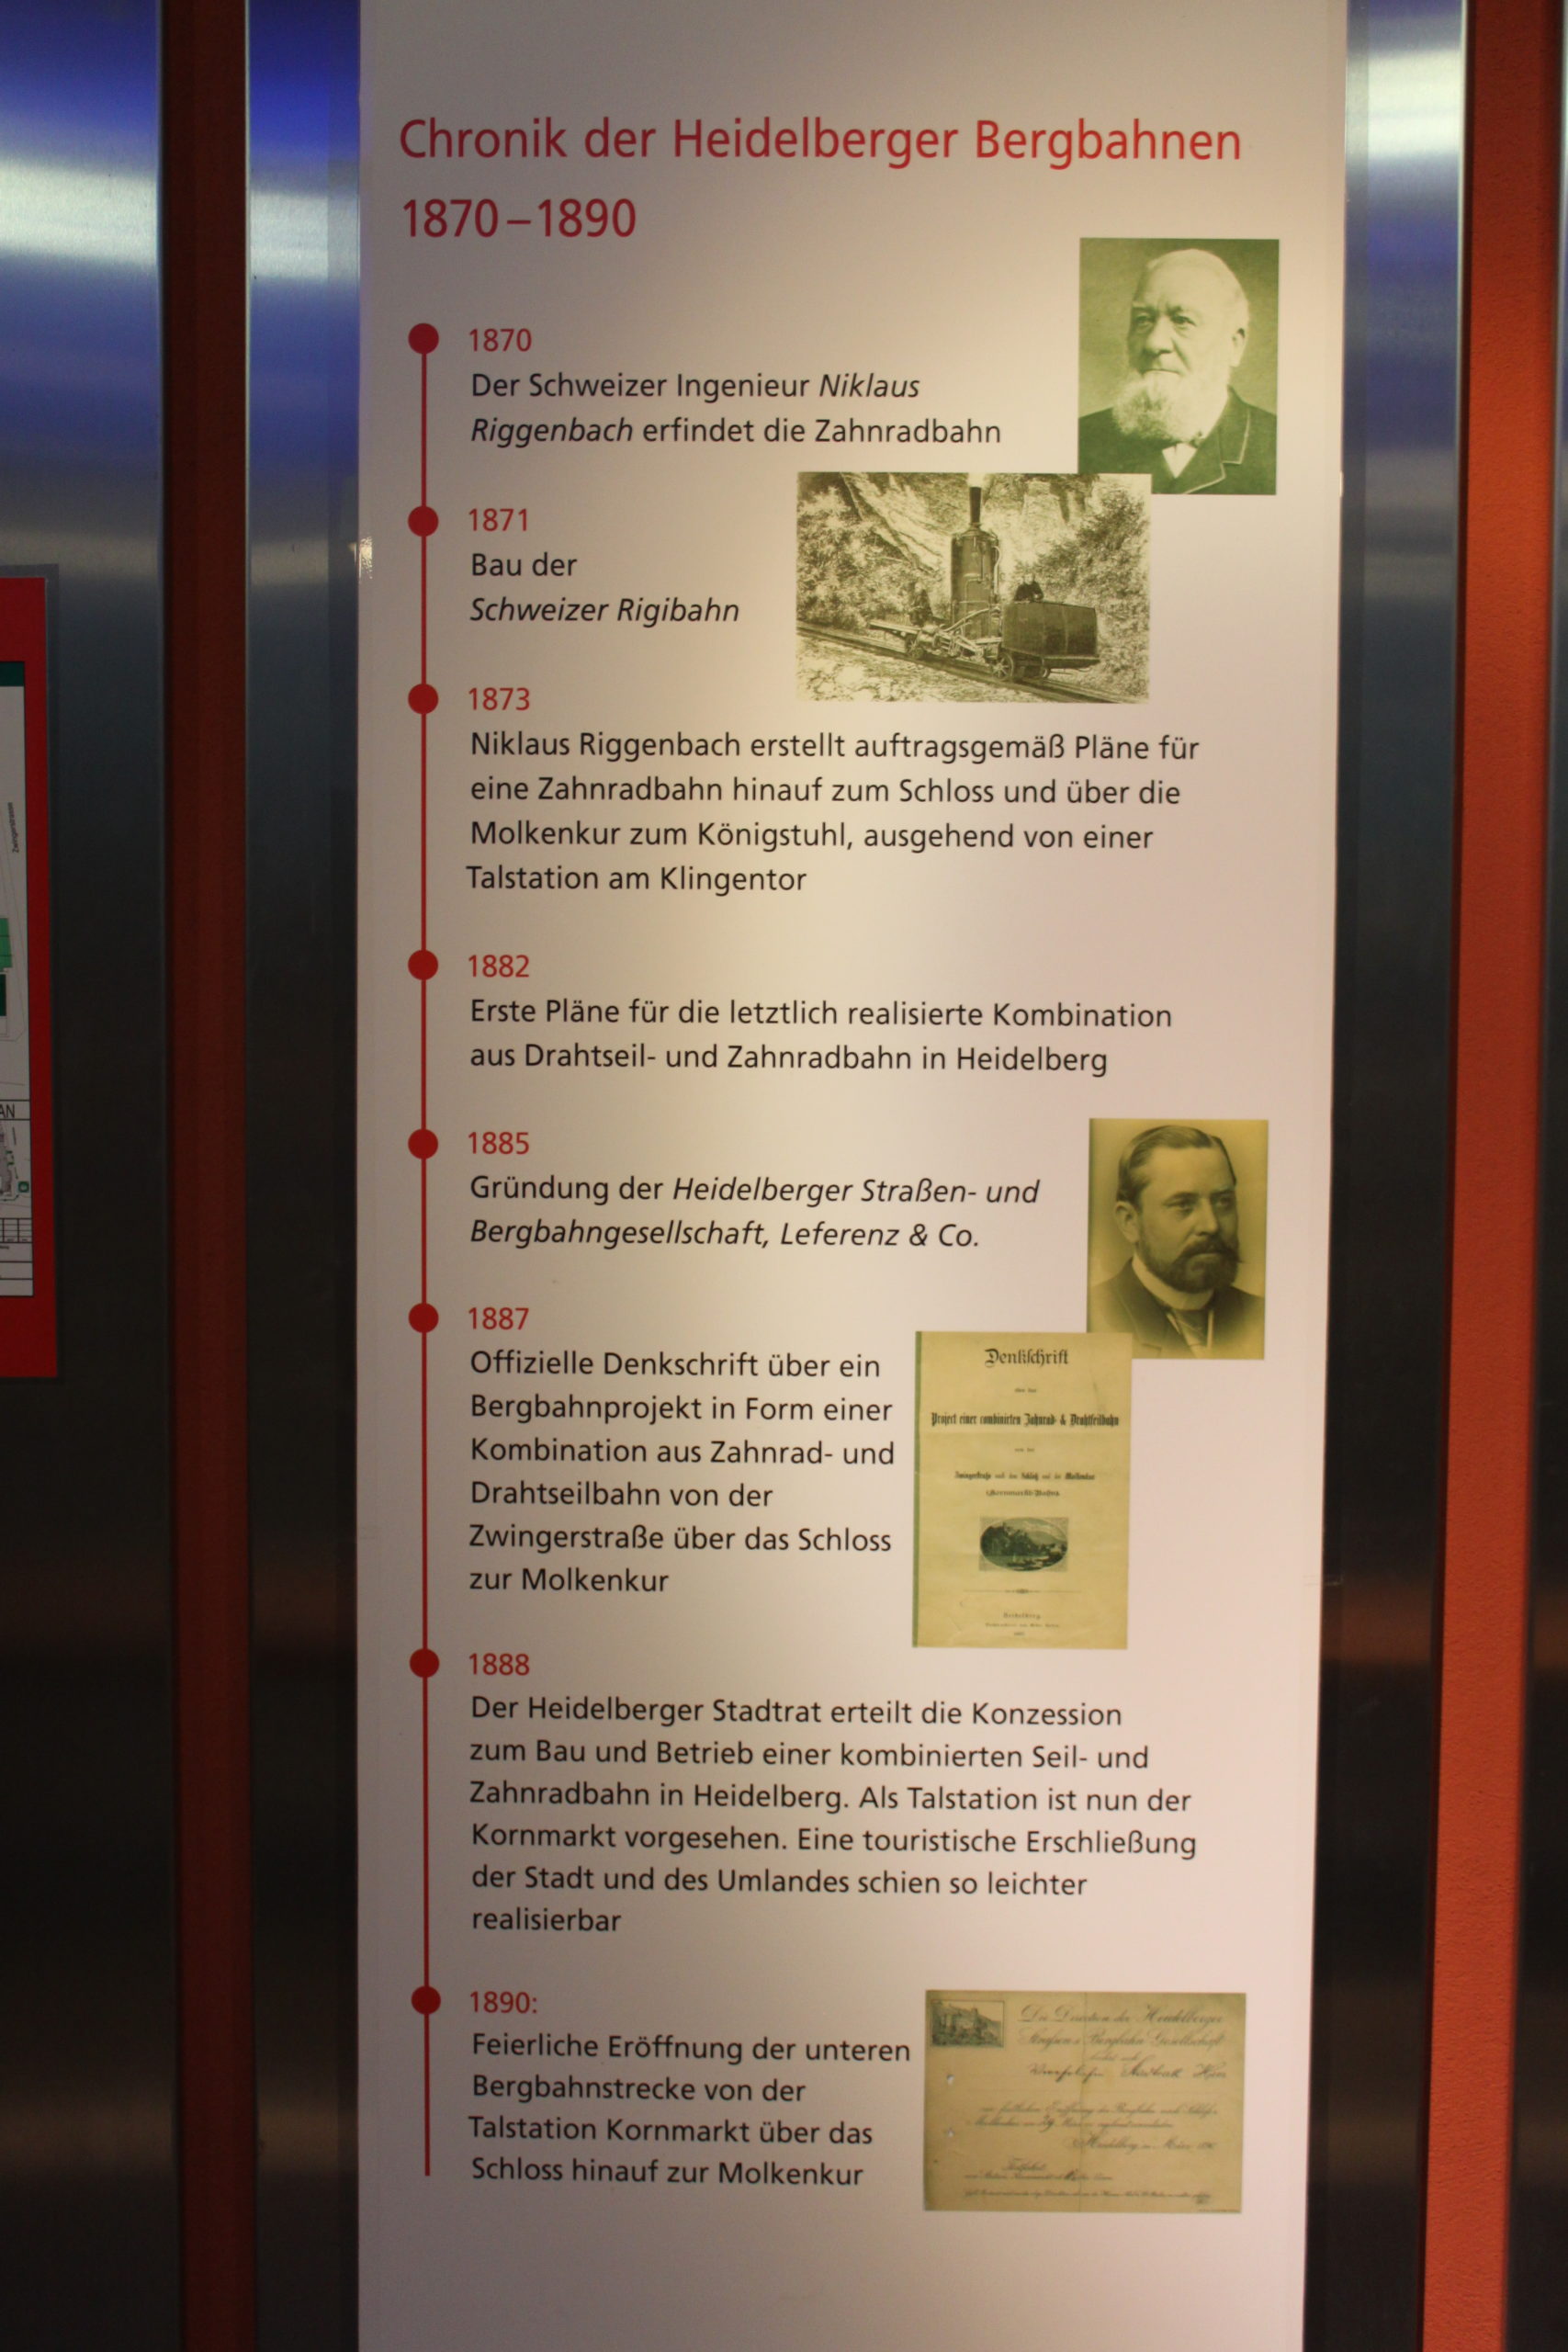 Chronik der Heidelberger Bergbahnen
1870–1890
1870
Der Schweizer Ingenieur Niklaus
Riggenbach erfindet die Zahnradbahn
1871
Bau der
Schweizer Rigibahn
1873
Niklaus Riggenbach erstellt auftragsgemäß Pläne für
eine Zahnradbahn hinauf zum Schloss und über die
Molkenkur zum Königstuhl, ausgehend von einer
Talstation am Klingentor
1882
Erste Pläne für die letztlich realisierte Kombination
aus Drahtseil- und Zahnradbahn in Heidelberg
1885
Gründung der Heidelberger Straßen- und
Bergbahngesellschaft, Leferenz & Co.
1887
Offizielle Denkschrift über ein
Bergbahnprojekt in Form einer
Kombination aus Zahnrad- und
Drahtseilbahn von der
Zwingerstraße über das Schloss
zur Molkenkur
Denkschrift
Project einer combinirten Zahnrad- & Drahtseilbahn
1888
Der Heidelberger Stadtrat erteilt die Konzession
zum Bau und Betrieb einer kombinierten Seil- und
Zahnradbahn in Heidelberg. Als Talstation ist nun der
Kornmarkt vorgesehen. Eine touristische Erschließung
der Stadt und des Umlandes schien so leichter
realisierbar
1890:
Feierliche Eröffnung der unteren
Bergbahnstrecke von der
Talstation Kornmarkt über das
Schloss hinauf zur Molkenkur
Die Direction der Heidelberger